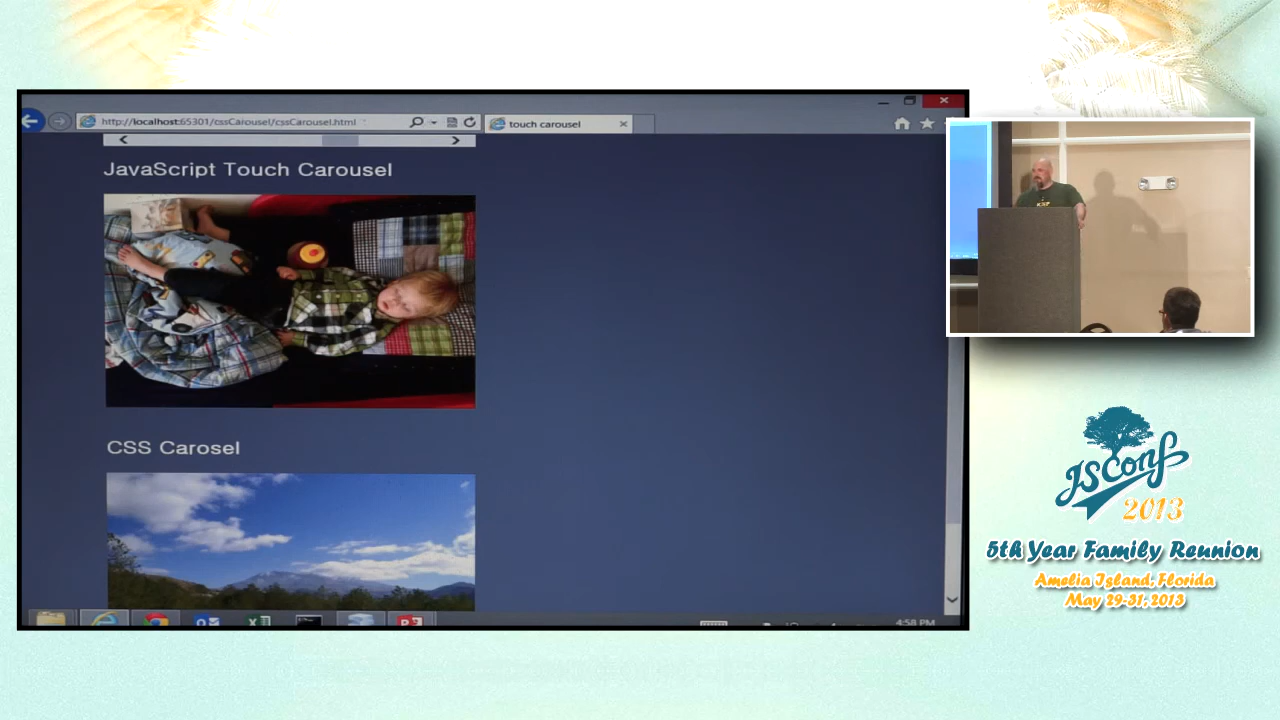 http://localhost:65301/cssCarousel/cssCarousel.html
touch carousel
JavaScript Touch Carousel
CSS Carosel
4:58 PM
JSConf
2013
5th Year Family Reunion
Amelia Island, Florida
May 29-31, 2013